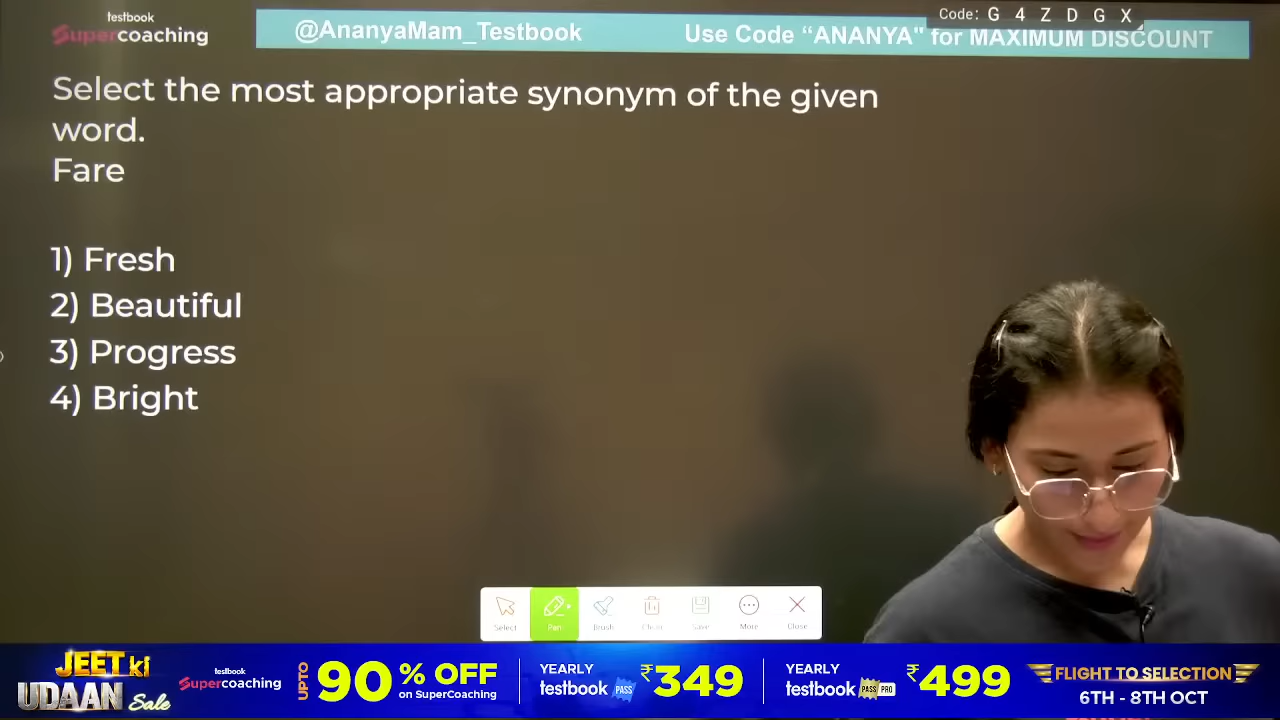 testbook
Supercoaching
@AnanyaMam_Testbook
Use Code “ANANYA" for MAXIMUM DISCOUNT
Code: G 4 Z D G X
Select the most appropriate synonym of the given
word.
Fare
1) Fresh
2) Beautiful
3) Progress
4) Bright
Select
Pen
Brush
Clean
Save
More
Close
JEET ki
UDAAN Sale
testbook
Supercoaching
UPTO
90% OFF
on SuperCoaching
YEARLY
testbook PASS
₹349
YEARLY
testbook PASS PRO
₹499
FLIGHT TO SELECTION
6TH - 8TH OCT